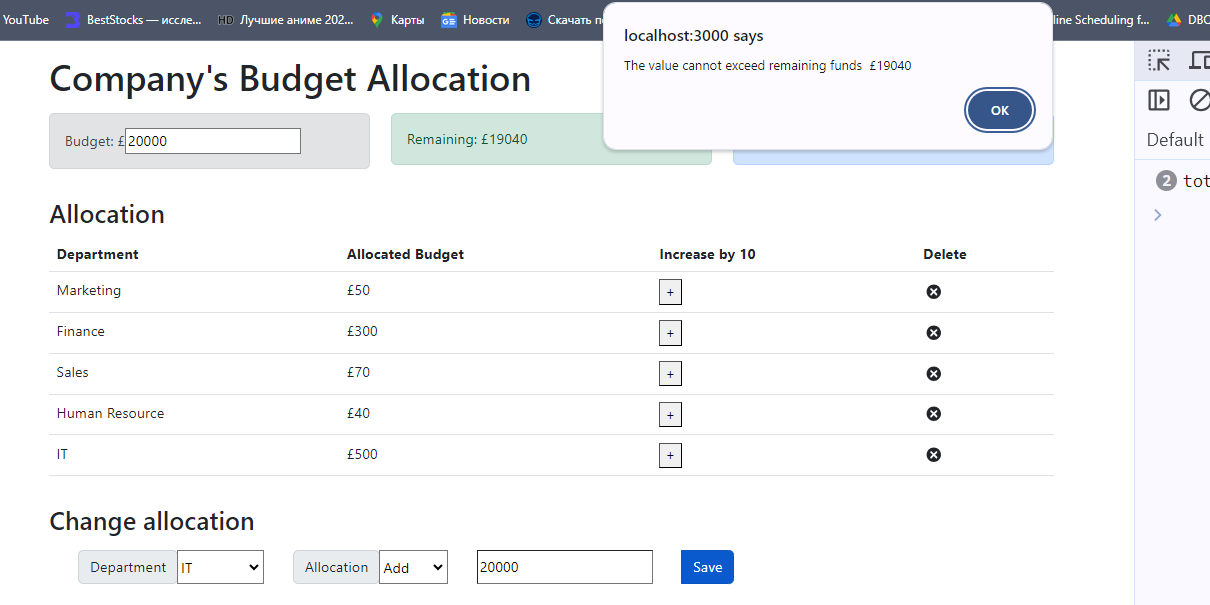 YouTube BestStocks — иссле... HD Лучшие аниме 202... Карты Новости Скачать line Scheduling f... DBC
localhost:3000 says
The value cannot exceed remaining funds £19040
OK
Company's Budget Allocation
Budget: £20000
Remaining: £19040
Default
2
Allocation
Department Allocated Budget Increase by 10 Delete
Marketing £50 +
Finance £300 +
Sales £70 +
Human Resource £40 +
IT £500 +
Change allocation
Department IT Allocation Add 20000 Save